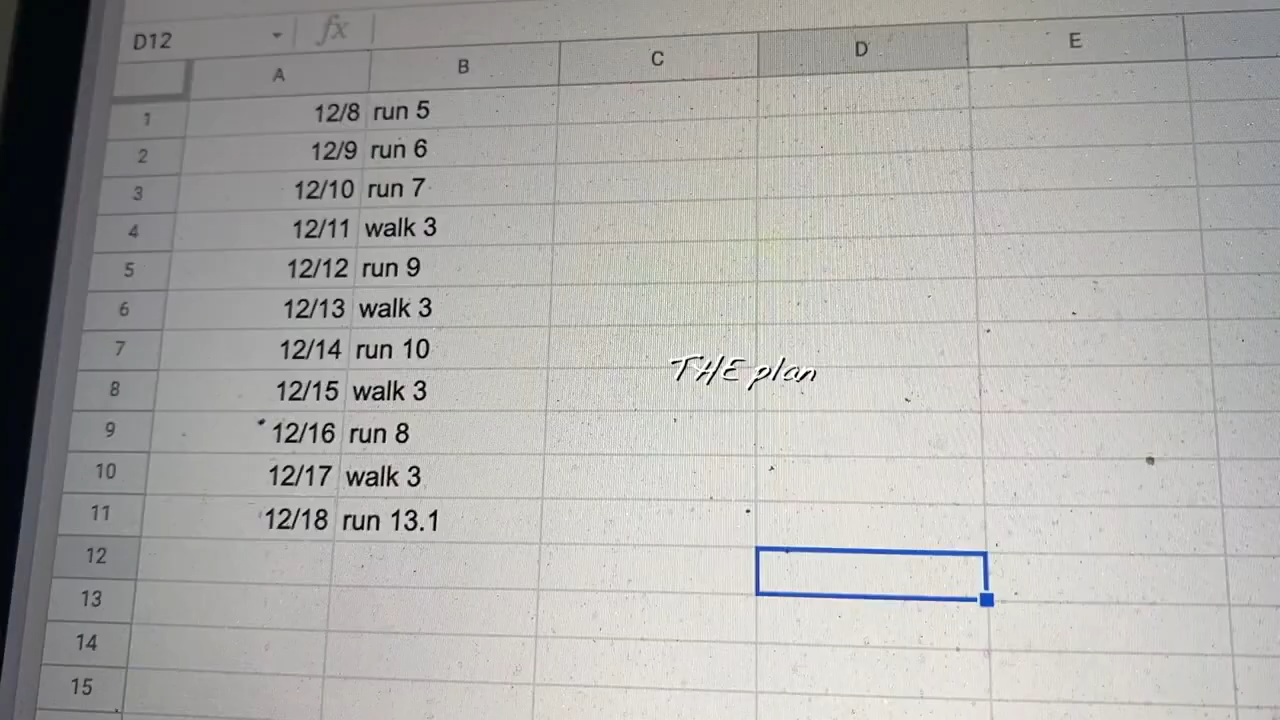 D12 fx
A B C D E
1 12/8 run 5
2 12/9 run 6
3 12/10 run 7
4 12/11 walk 3
5 12/12 run 9
6 12/13 walk 3
7 12/14 run 10
THE plan
8 12/15 walk 3
9 12/16 run 8
10 12/17 walk 3
11 12/18 run 13.1
12
13
14
15